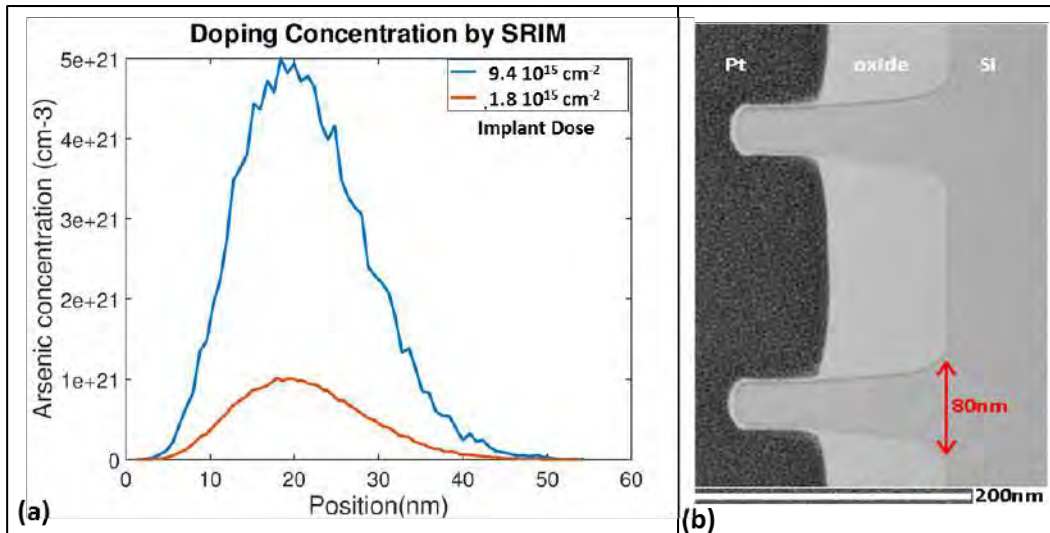 Doping Concentration by SRIM
9.4 10¹⁵ cm⁻²
1.8 10¹⁵ cm⁻²
Implant Dose
Arsenic concentration (cm-3)
5e+21
4e+21
3e+21
2e+21
1e+21
0
0 10 20 30 40 50 60
Position(nm)
(a)
Pt oxide Si
80nm
200nm
(b)